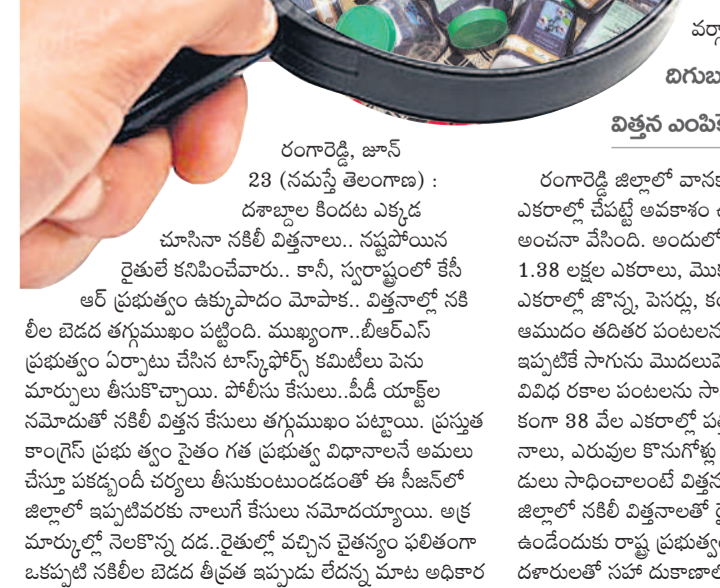 రంగారెడ్డి, జూన్
23 (నమస్తే తెలంగాణ) :
దశాబ్దాల కిందట ఎక్కడ
చూసినా నకిలీ విత్తనాలు.. నష్టపోయిన
రైతులే కనిపించేవారు.. కానీ, స్వరాష్ట్రంలో కేసీ
ఆర్ ప్రభుత్వం ఉక్కుపాదం మోపాక.. విత్తనాల్లో నకి
లీల బెడద తగ్గుముఖం పట్టింది. ముఖ్యంగా..బీఆర్ఎస్
ప్రభుత్వం ఏర్పాటు చేసిన టాస్క్‌ఫోర్స్ కమిటీలు పెను
మార్పులు తీసుకొచ్చాయి. పోలీసు కేసులు..పీడీ యాక్ట్‌ల
నమోదుతో నకిలీ విత్తన కేసులు తగ్గుముఖం పట్టాయి. ప్రస్తుత
కాంగ్రెస్ ప్రభు త్వం సైతం గత ప్రభుత్వ విధానాలనే అమలు
చేస్తూ పకడ్బందీ చర్యలు తీసుకుంటుండడంతో ఈ సీజన్‌లో
జిల్లాలో ఇప్పటివరకు నాలుగే కేసులు నమోదయ్యాయి. అక్ర
మార్కుల్లో నెలకొన్న దడ..రైతుల్లో వచ్చిన చైతన్యం ఫలితంగా
ఒకప్పటి నకిలీల బెడద తీవ్రత ఇప్పుడు లేదన్న మాట అధికార
విత్తన
రంగారెడ్డి జిల్లాలో
ఎకరాల్లో చేపట్టే అవకాశం
అంచనా వేసింది. అందులో
1.38 లక్షల ఎకరాలు,
ఎకరాల్లో జొన్న, పెసర్లు,
ఆముదం తదితర పంటలను
ఇప్పటికే సాగును
వివిధ రకాల పంటలను
కంగా 38 వేల ఎకరాల్లో
నాలు, ఎరువుల కొనుగోళ్లు
డులు సాధించాలంటే
జిల్లాలో నకిలీ విత్తనాలతో
ఉండేందుకు రాష్ట్ర
దళారులతో సహా